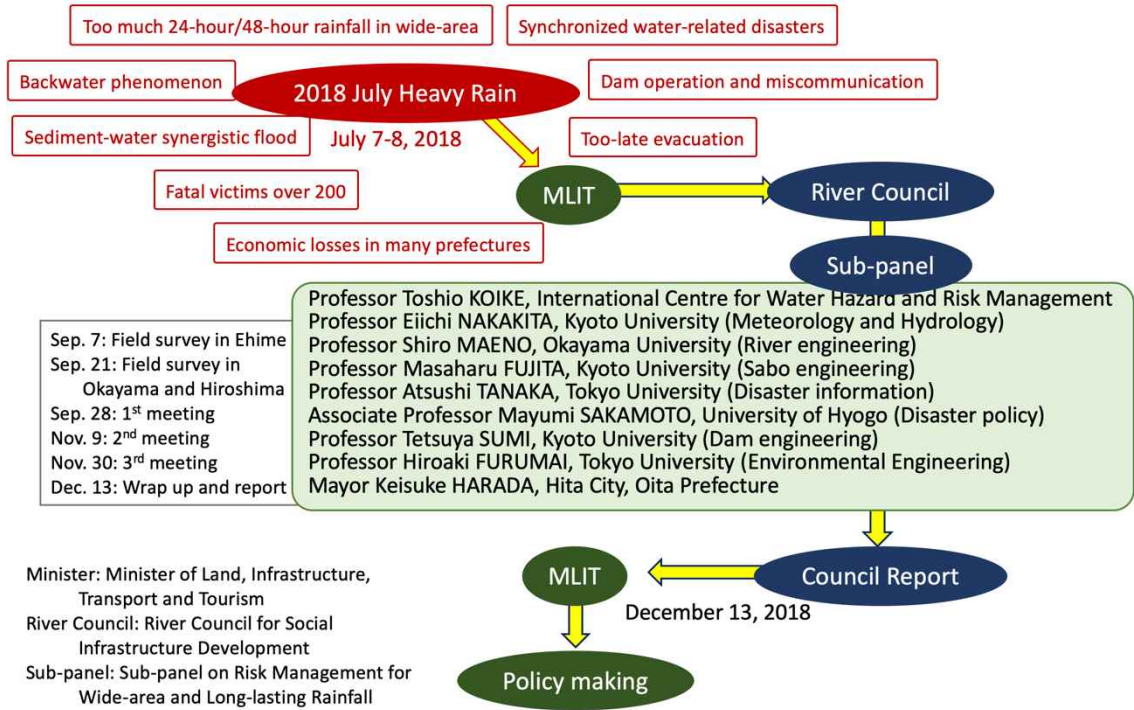 Too much 24-hour/48-hour rainfall in wide-area
Synchronized water-related disasters
Backwater phenomenon
2018 July Heavy Rain
Dam operation and miscommunication
Sediment-water synergistic flood
July 7-8, 2018
Too-late evacuation
Fatal victims over 200
MLIT
River Council
Economic losses in many prefectures
Sub-panel
Professor Toshio KOIKE, International Centre for Water Hazard and Risk Management
Professor Eiichi NAKAKITA, Kyoto University (Meteorology and Hydrology)
Professor Shiro MAENO, Okayama University (River engineering)
Professor Masaharu FUJITA, Kyoto University (Sabo engineering)
Professor Atsushi TANAKA, Tokyo University (Disaster information)
Associate Professor Mayumi SAKAMOTO, University of Hyogo (Disaster policy)
Professor Tetsuya SUMI, Kyoto University (Dam engineering)
Professor Hiroaki FURUMAI, Tokyo University (Environmental Engineering)
Mayor Keisuke HARADA, Hita City, Oita Prefecture
Sep. 7: Field survey in Ehime
Sep. 21: Field survey in
Okayama and Hiroshima
Sep. 28: 1st meeting
Nov. 9: 2nd meeting
Nov. 30: 3rd meeting
Dec. 13: Wrap up and report
MLIT
Council Report
December 13, 2018
Policy making
Minister: Minister of Land, Infrastructure,
Transport and Tourism
River Council: River Council for Social
Infrastructure Development
Sub-panel: Sub-panel on Risk Management for
Wide-area and Long-lasting Rainfall